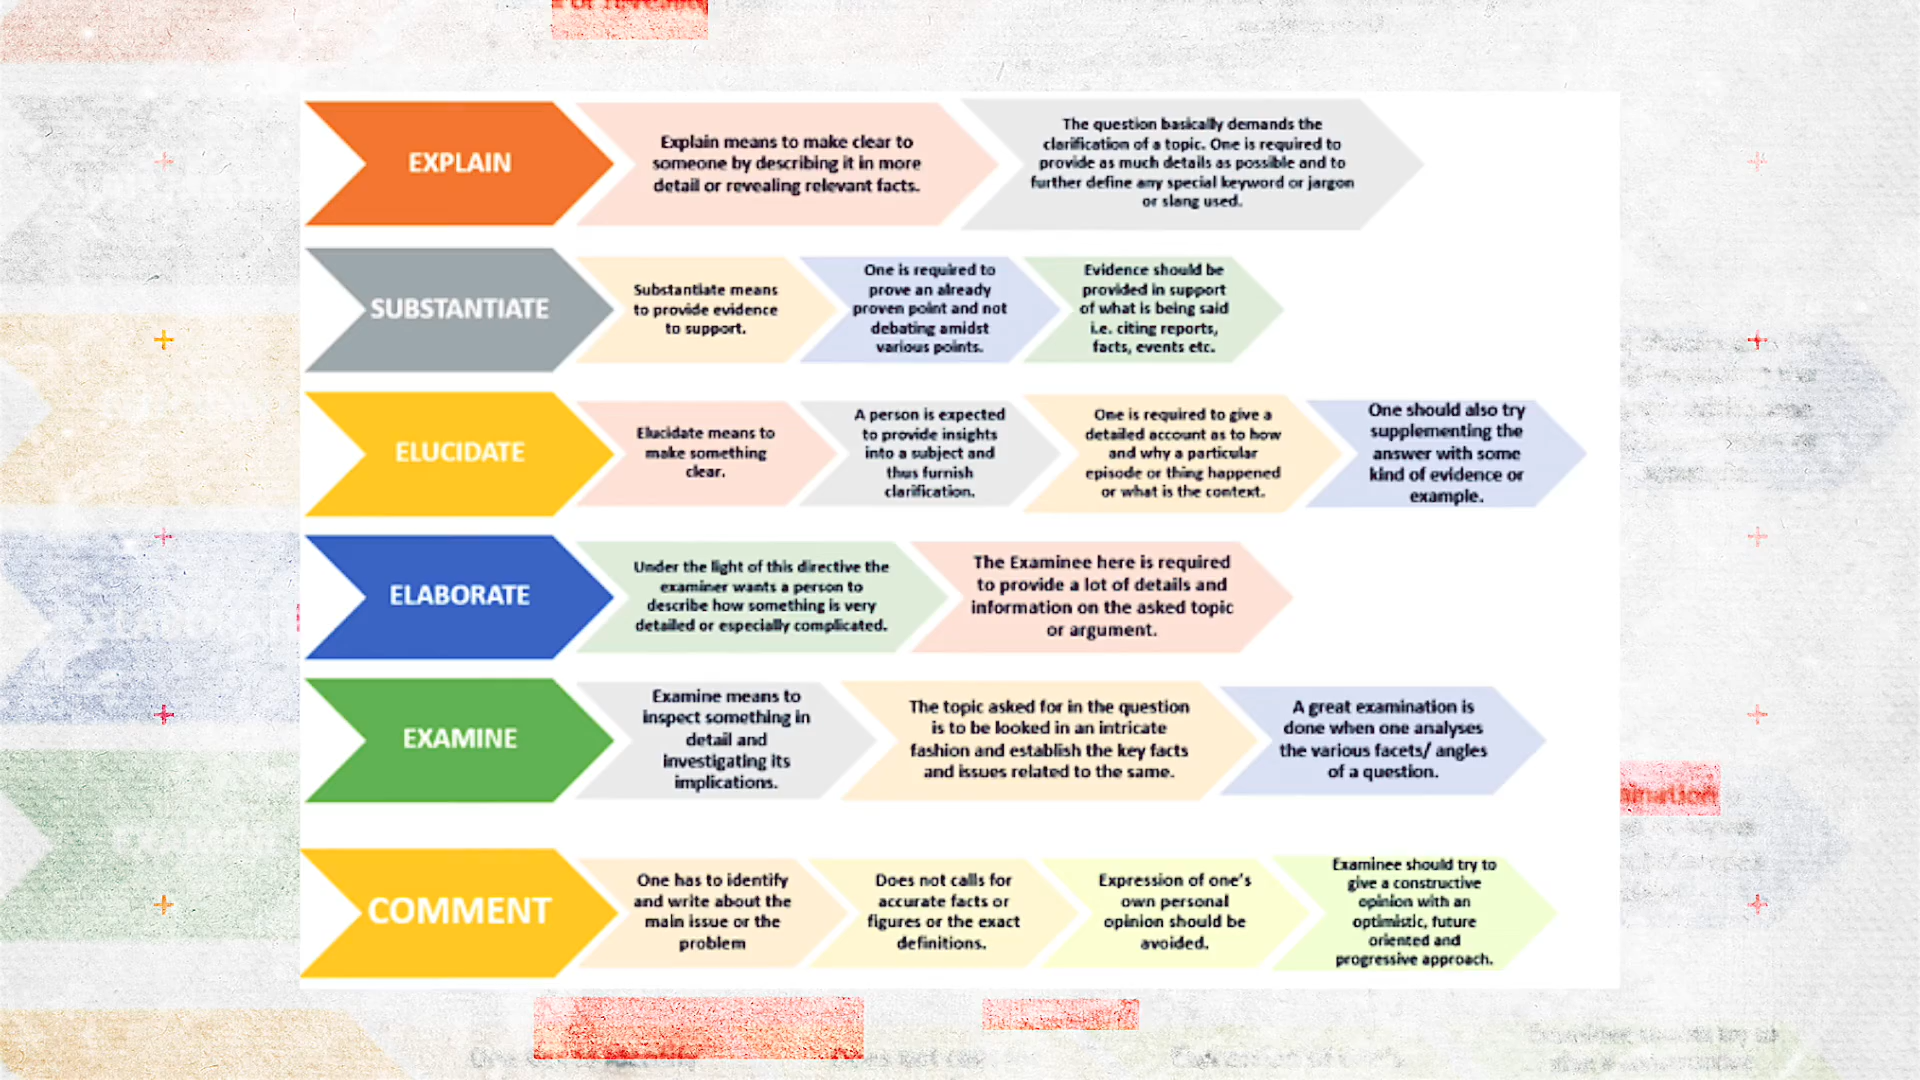 EXPLAIN
Explain means to make clear to
someone by describing it in more
detail or revealing relevant facts.
The question basically demands the
clarification of a topic. One is required to
provide as much details as possible and to
further define any special keyword or jargon
or slang used.
SUBSTANTIATE
Substantiate means
to provide evidence
to support.
One is required to
prove an already
proven point and not
debating amidst
various points.
Evidence should be
provided in support
of what is being said
i.e. citing reports,
facts, events etc.
ELUCIDATE
Elucidate means to
make something
clear.
A person is expected
to provide insights
into a subject and
thus furnish
clarification.
One is required to give a
detailed account as to how
and why a particular
episode or thing happened
or what is the context.
One should also try
supplementing the
answer with some
kind of evidence or
example.
ELABORATE
Under the light of this directive the
examiner wants a person to
describe how something is very
detailed or especially complicated.
The Examinee here is required
to provide a lot of details and
information on the asked topic
or argument.
EXAMINE
Examine means to
inspect something in
detail and
investigating its
implications.
The topic asked for in the question
is to be looked in an intricate
fashion and establish the key facts
and issues related to the same.
A great examination is
done when one analyses
the various facets/ angles
of a question.
COMMENT
One has to identify
and write about the
main issue or the
problem
Does not calls for
accurate facts or
figures or the exact
definitions.
Expression of one's
own personal
opinion should be
avoided.
Examinee should try to
give a constructive
opinion with an
optimistic, future
oriented and
progressive approach.